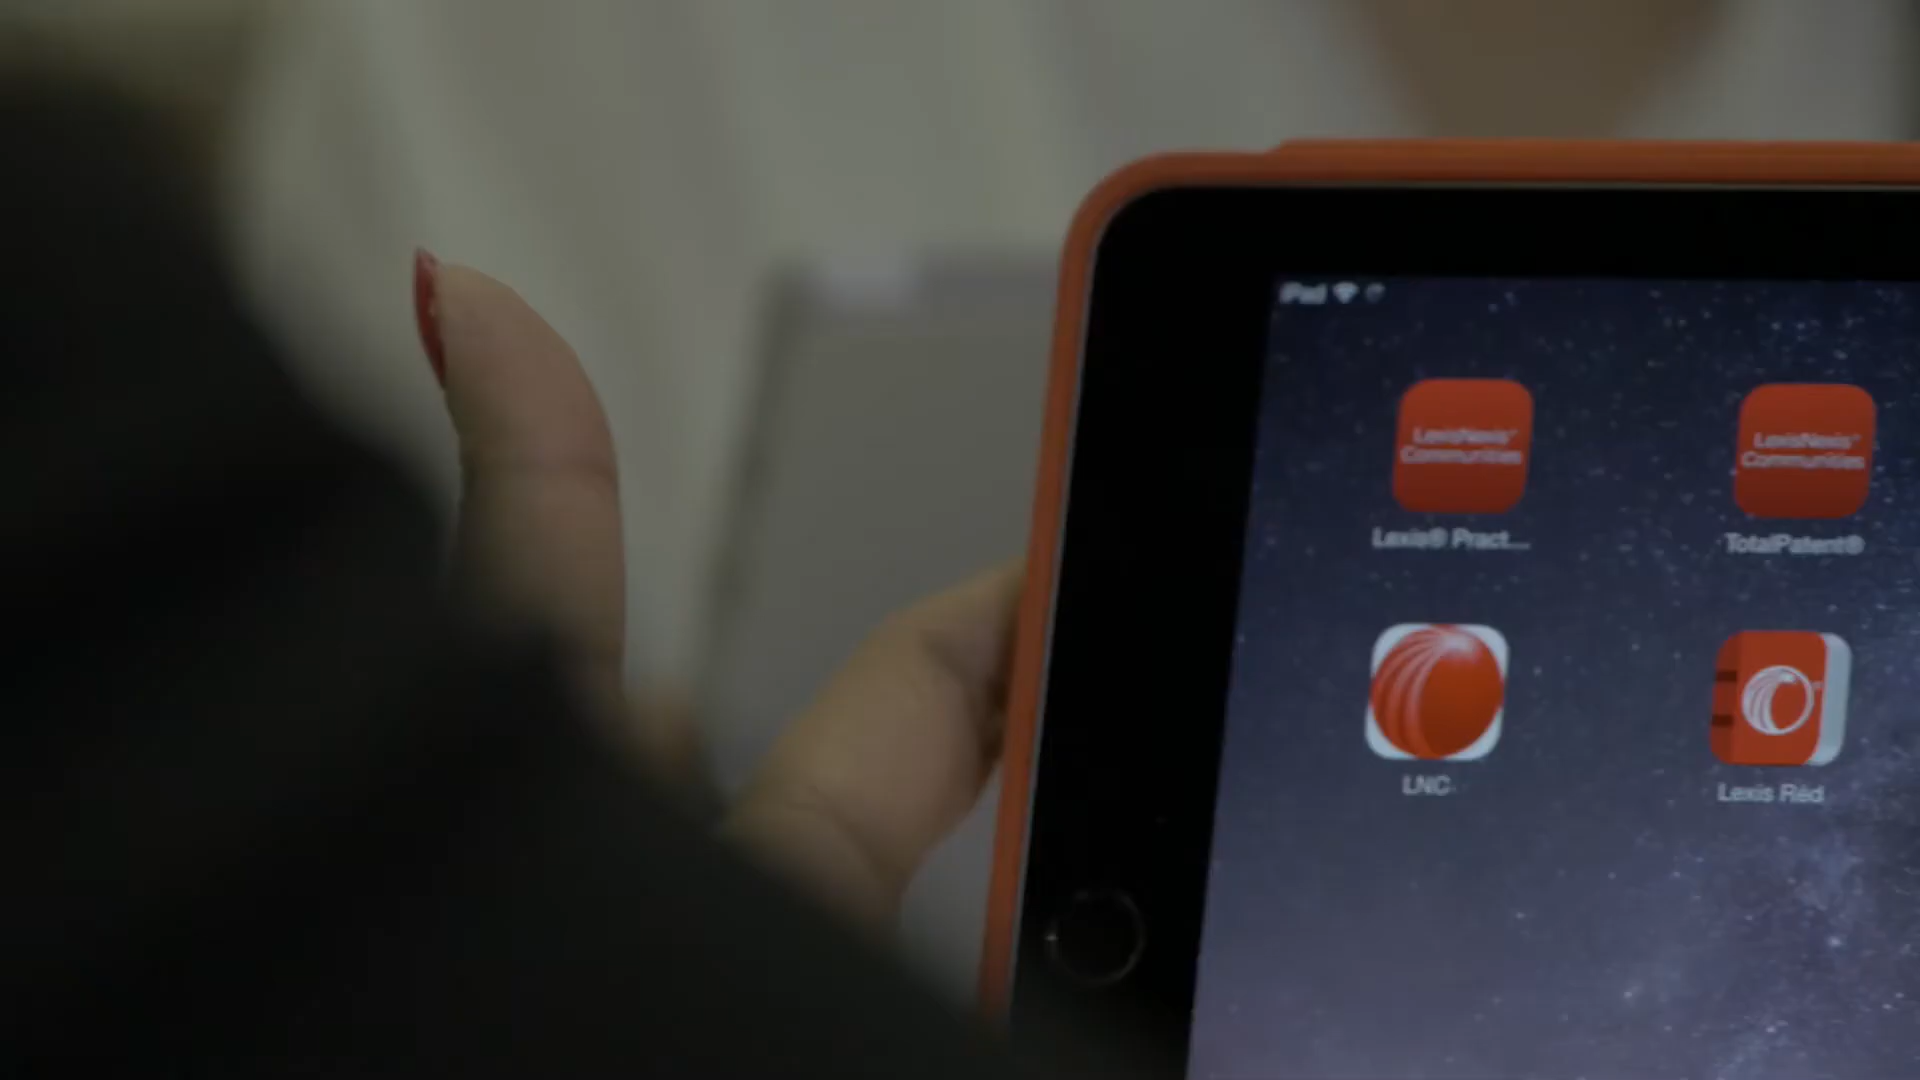 iPad
LexisNexis®
Communities
LexisNexis®
Communities
Lexis® Pract...
TotalPatent®
LNC
Lexis Red